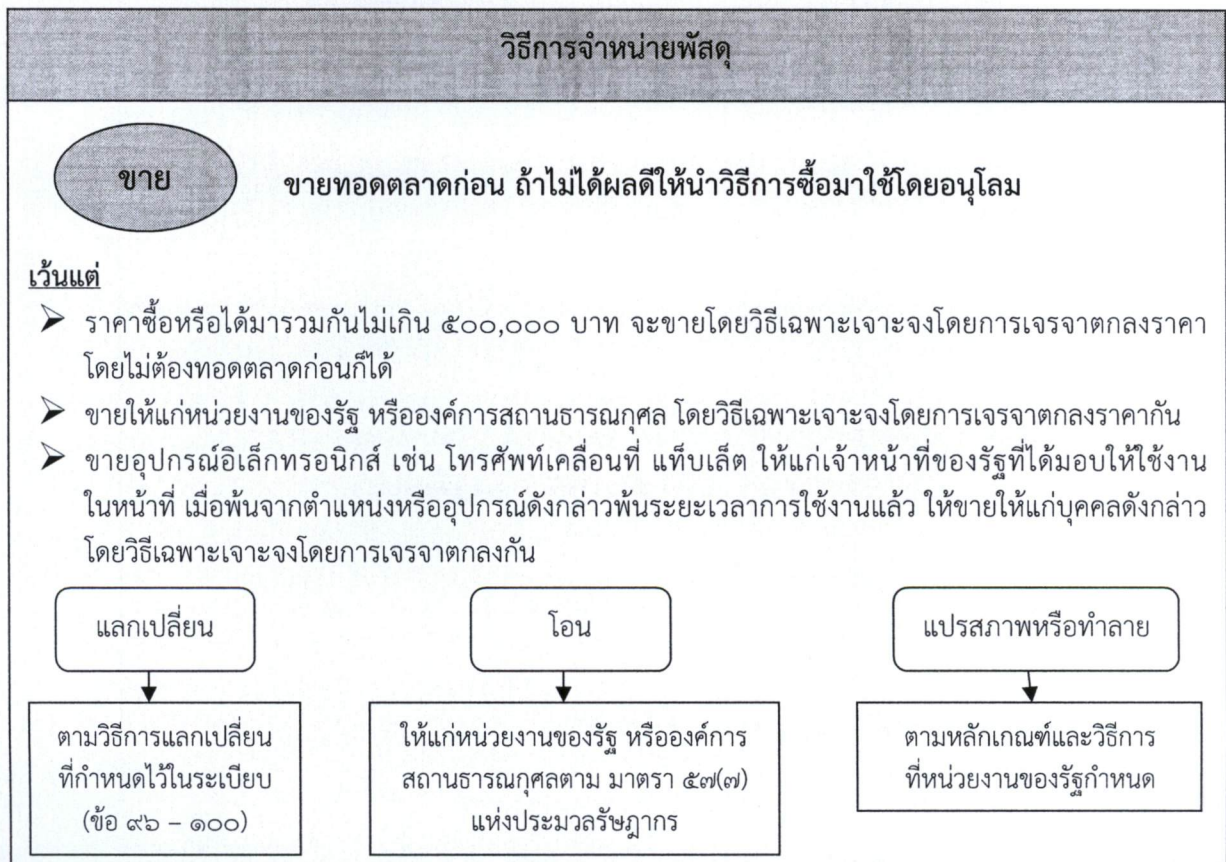 วิธีการจำหน่ายพัสดุ
ขาย
ขายทอดตลาดก่อน ถ้าไม่ได้ผลดีให้นำวิธีการซื้อมาใช้โดยอนุโลม
เว้นแต่
➤ ราคาซื้อหรือได้มารวมกันไม่เกิน ๕๐๐,๐๐๐ บาท จะขายโดยวิธีเฉพาะเจาะจงโดยการเจรจาตกลงราคา
โดยไม่ต้องทอดตลาดก่อนก็ได้
➤ ขายให้แก่หน่วยงานของรัฐ หรือองค์การสถานธารณกุศล โดยวิธีเฉพาะเจาะจงโดยการเจรจาตกลงราคากัน
➤ ขายอุปกรณ์อิเล็กทรอนิกส์ เช่น โทรศัพท์เคลื่อนที่ แท็บเล็ต ให้แก่เจ้าหน้าที่ของรัฐที่ได้มอบให้ใช้งาน
ในหน้าที่ เมื่อพ้นจากตำแหน่งหรืออุปกรณ์ดังกล่าวพ้นระยะเวลาการใช้งานแล้ว ให้ขายให้แก่บุคคลดังกล่าว
โดยวิธีเฉพาะเจาะจงโดยการเจรจาตกลงกัน
แลกเปลี่ยน
ตามวิธีการแลกเปลี่ยน
ที่กำหนดไว้ในระเบียบ
(ข้อ ๙๖ – ๑๐๐)
โอน
ให้แก่หน่วยงานของรัฐ หรือองค์การ
สถานธารณกุศลตาม มาตรา ๔๗(๗)
แห่งประมวลรัษฎากร
แปรสภาพหรือทำลาย
ตามหลักเกณฑ์และวิธีการ
ที่หน่วยงานของรัฐกำหนด